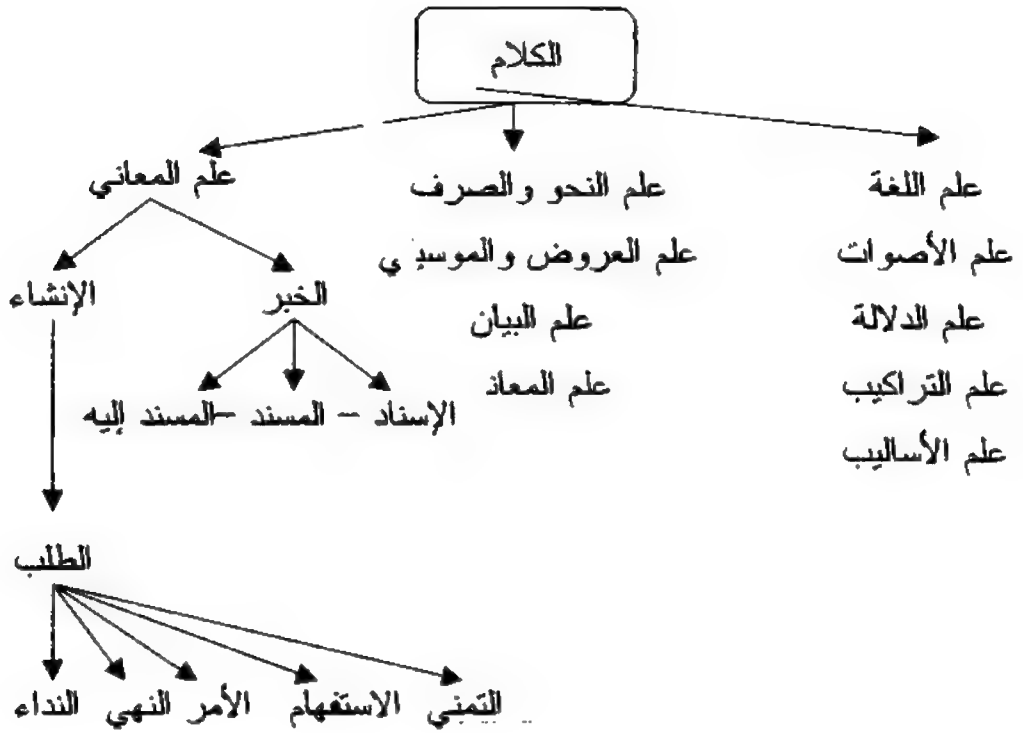 الكلام
علم اللغة
علم الأصوات
علم الدلالة
علم التراكيب
علم الأساليب
علم النحو والصرف
علم العروض والموسي ي
علم البيان
علم المعاني
علم المعاني
الخبر
الإنشاء
الإسناد – المسند –المسند إليه
الطلب
التمني الاستفهام الأمر النهي النداء